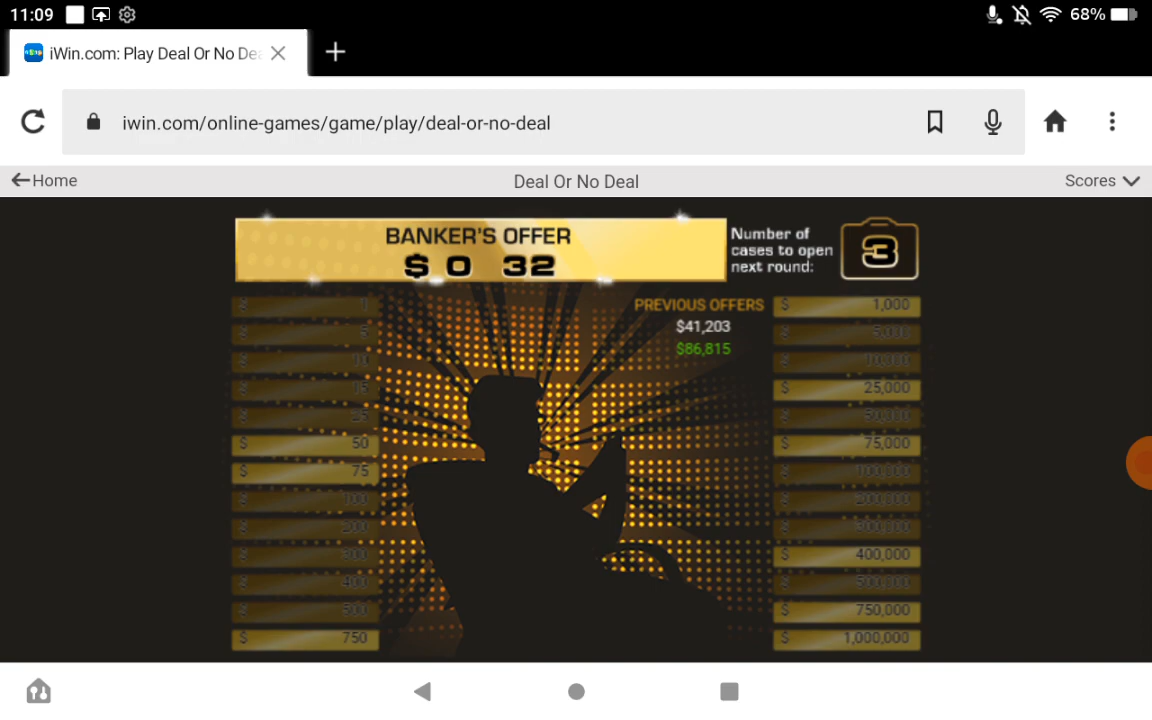 11:09
68%
iWin.com: Play Deal Or No De
iwin.com/online-games/game/play/deal-or-no-deal
Home
Deal Or No Deal
Scores
BANKER'S OFFER
$ 0 32
Number of
cases to open
next round:
3
PREVIOUS OFFERS
$41,203
$86,815
$ 1
$ 5
$ 10
$ 15
$ 25
$ 50
$ 75
$ 100
$ 200
$ 300
$ 400
$ 500
$ 750
$ 1,000
$ 5,000
$ 10,000
$ 25,000
$ 50,000
$ 75,000
$ 100,000
$ 200,000
$ 300,000
$ 400,000
$ 500,000
$ 750,000
$ 1,000,000